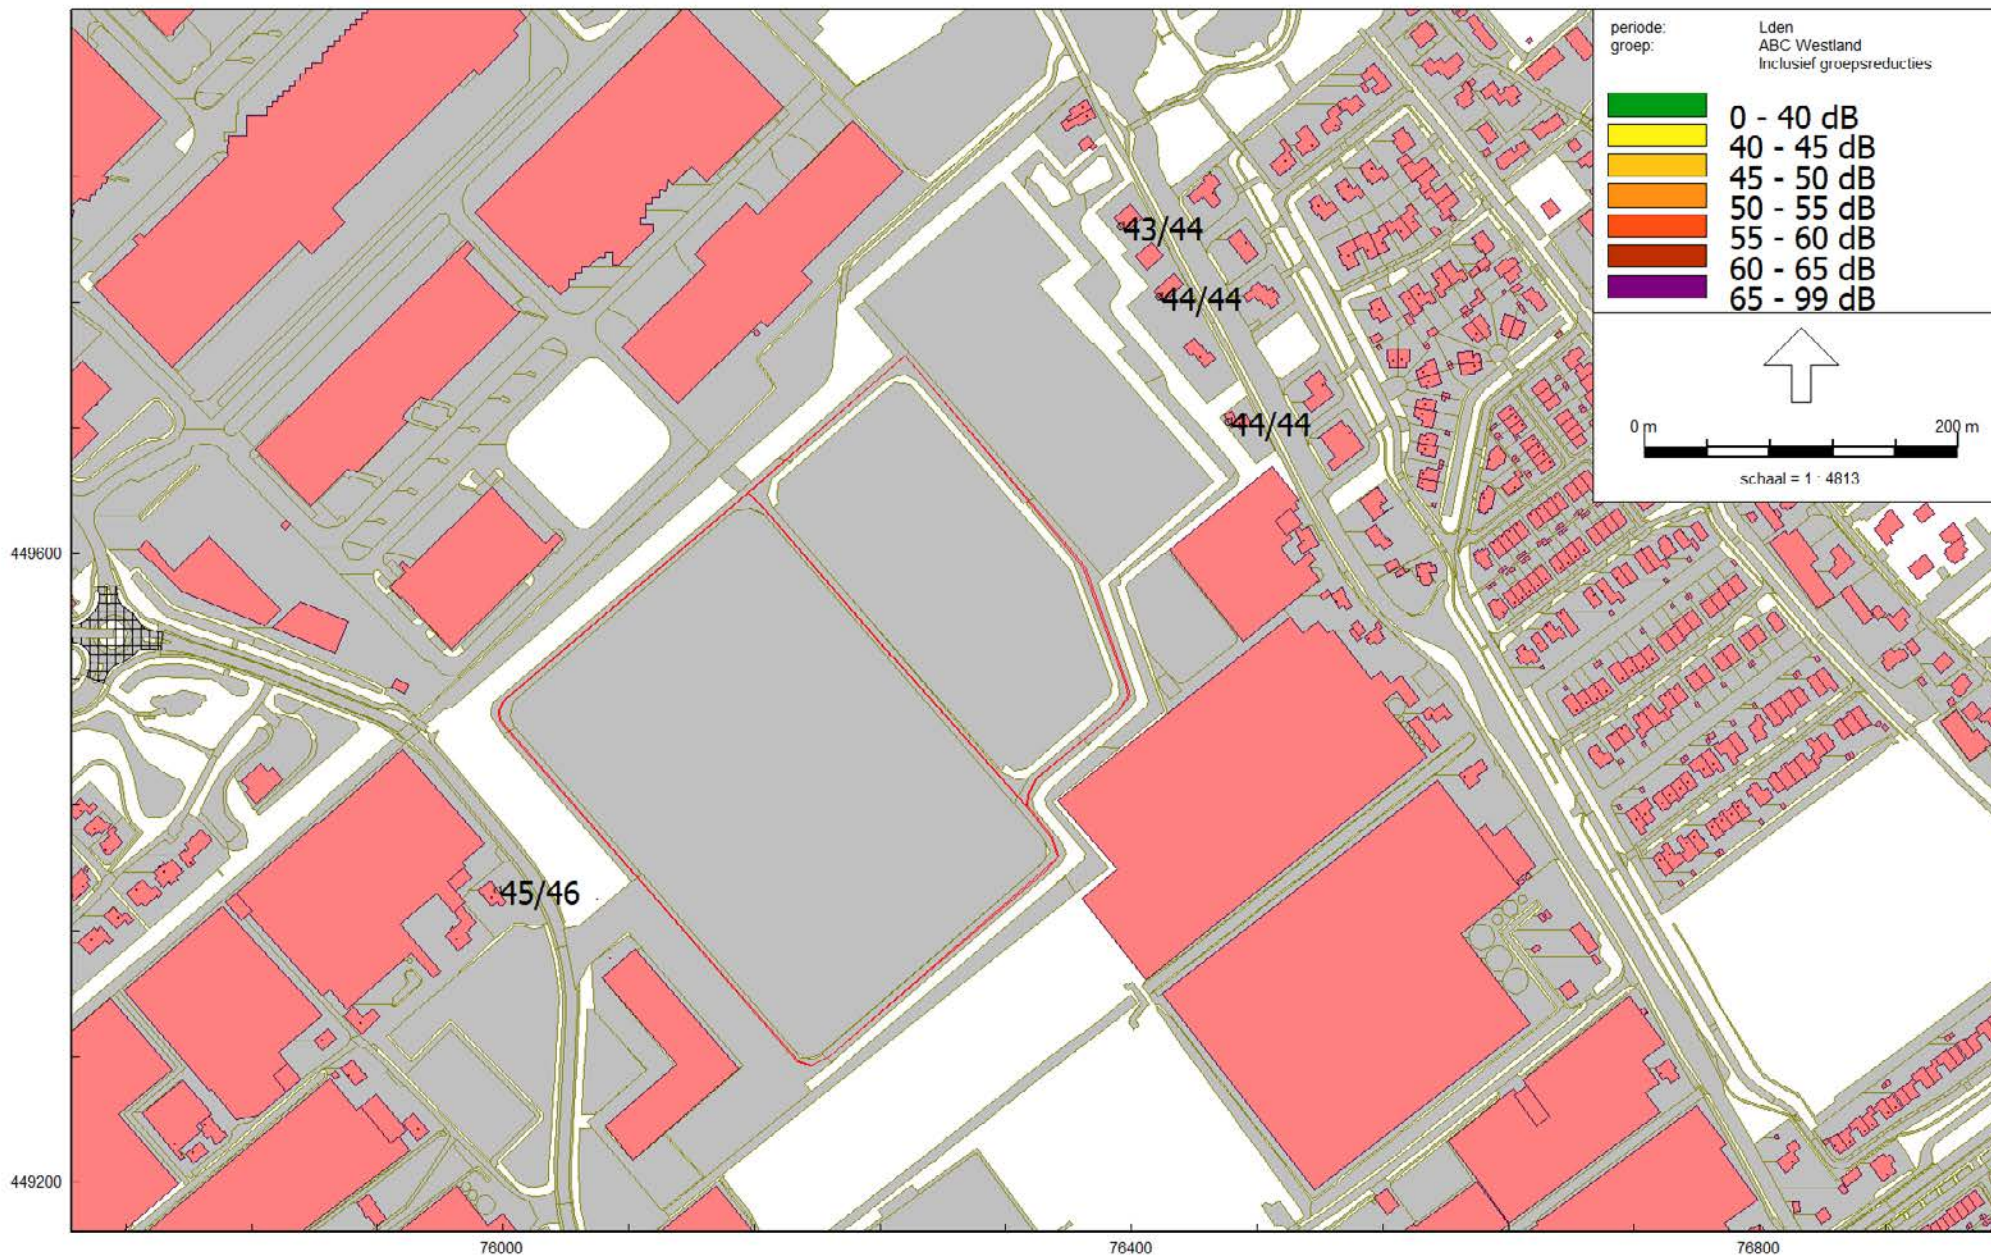 periode: Lden
groep: ABC Westland
Inclusief groepsreducties
0 - 40 dB
40 - 45 dB
45 - 50 dB
50 - 55 dB
55 - 60 dB
60 - 65 dB
65 - 99 dB
0 m 200 m
schaal = 1 : 4813
43/44
44/44
44/44
45/46
449600
449200
76000 76400 76800